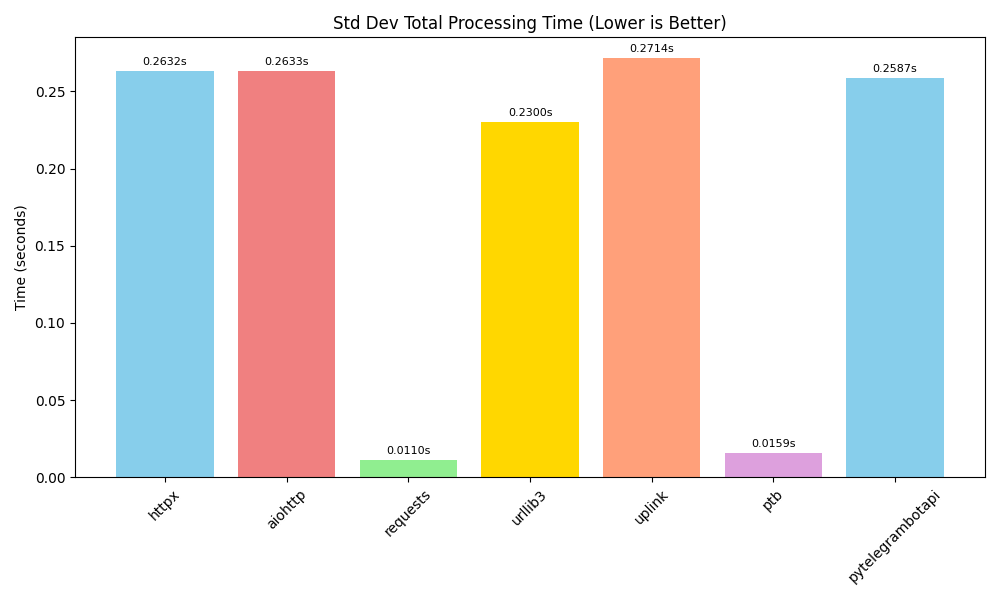 Std Dev Total Processing Time (Lower is Better)
Time (seconds)
0.25
0.20
0.15
0.10
0.05
0.00
0.2632s
0.2633s
0.0110s
0.2300s
0.2714s
0.0159s
0.2587s
httpx
aiohttp
requests
urllib3
uplink
ptb
pytelegrambotapi